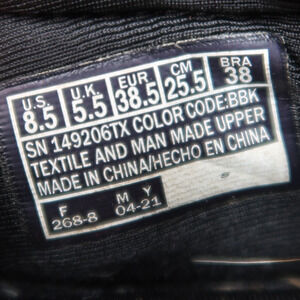 U.S. U.K. EUR CM BRA
8.5 5.5 38.5 25.5 38
SN 149206TX COLOR CODE:BBK
TEXTILE AND MAN MADE UPPER
MADE IN CHINA/HECHO EN CHINA
F M Y
268-8 04-21